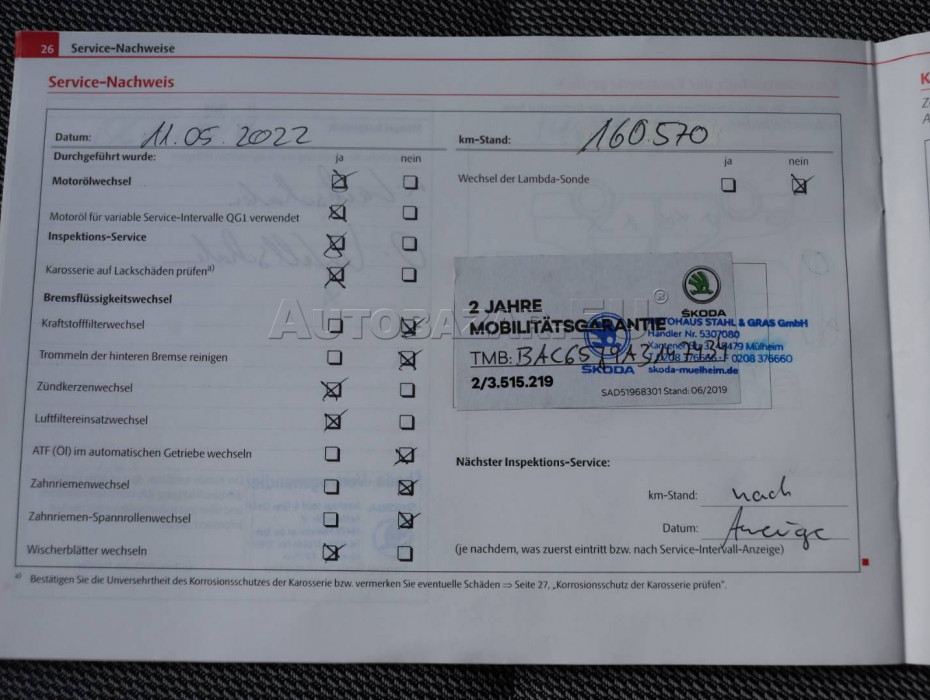 26 Service-Nachweise
Service-Nachweis
Datum: 11.05.2022
km-Stand: 160.570
Durchgeführt wurde: ja nein
ja nein
Motorölwechsel
Wechsel der Lambda-Sonde
Motoröl für variable Service-Intervalle QG1 verwendet
Inspektions-Service
Karosserie auf Lackschäden prüfen a)
Bremsflüssigkeitswechsel
Kraftstofffilterwechsel
Trommeln der hinteren Bremse reinigen
Zündkerzenwechsel
Luftfiltereinsatzwechsel
ATF (Öl) im automatischen Getriebe wechseln
Zahnriemenwechsel
Zahnriemen-Spannrollenwechsel
Wischerblätter wechseln
ŠKODA
2 JAHRE
MOBILITÄTSGARANTIE
TMB:
2/3.515.219
SAD51968301 Stand: 06/2019
AUTOHAUS STAHL & GRAS GmbH
Händler Nr. 5307080
Mülheim
0208 376660
ŠKODA skoda-muelheim.de
Nächster Inspektions-Service:
km-Stand: nach
Datum: Anzeige
(je nachdem, was zuerst eintritt bzw. nach Service-Intervall-Anzeige)
a) Bestätigen Sie die Unversehrtheit des Korrosionsschutzes der Karosserie bzw. vermerken Sie eventuelle Schäden ⇒ Seite 27, „Korrosionsschutz der Karosserie prüfen".
AUTOBAZAR.EU ®